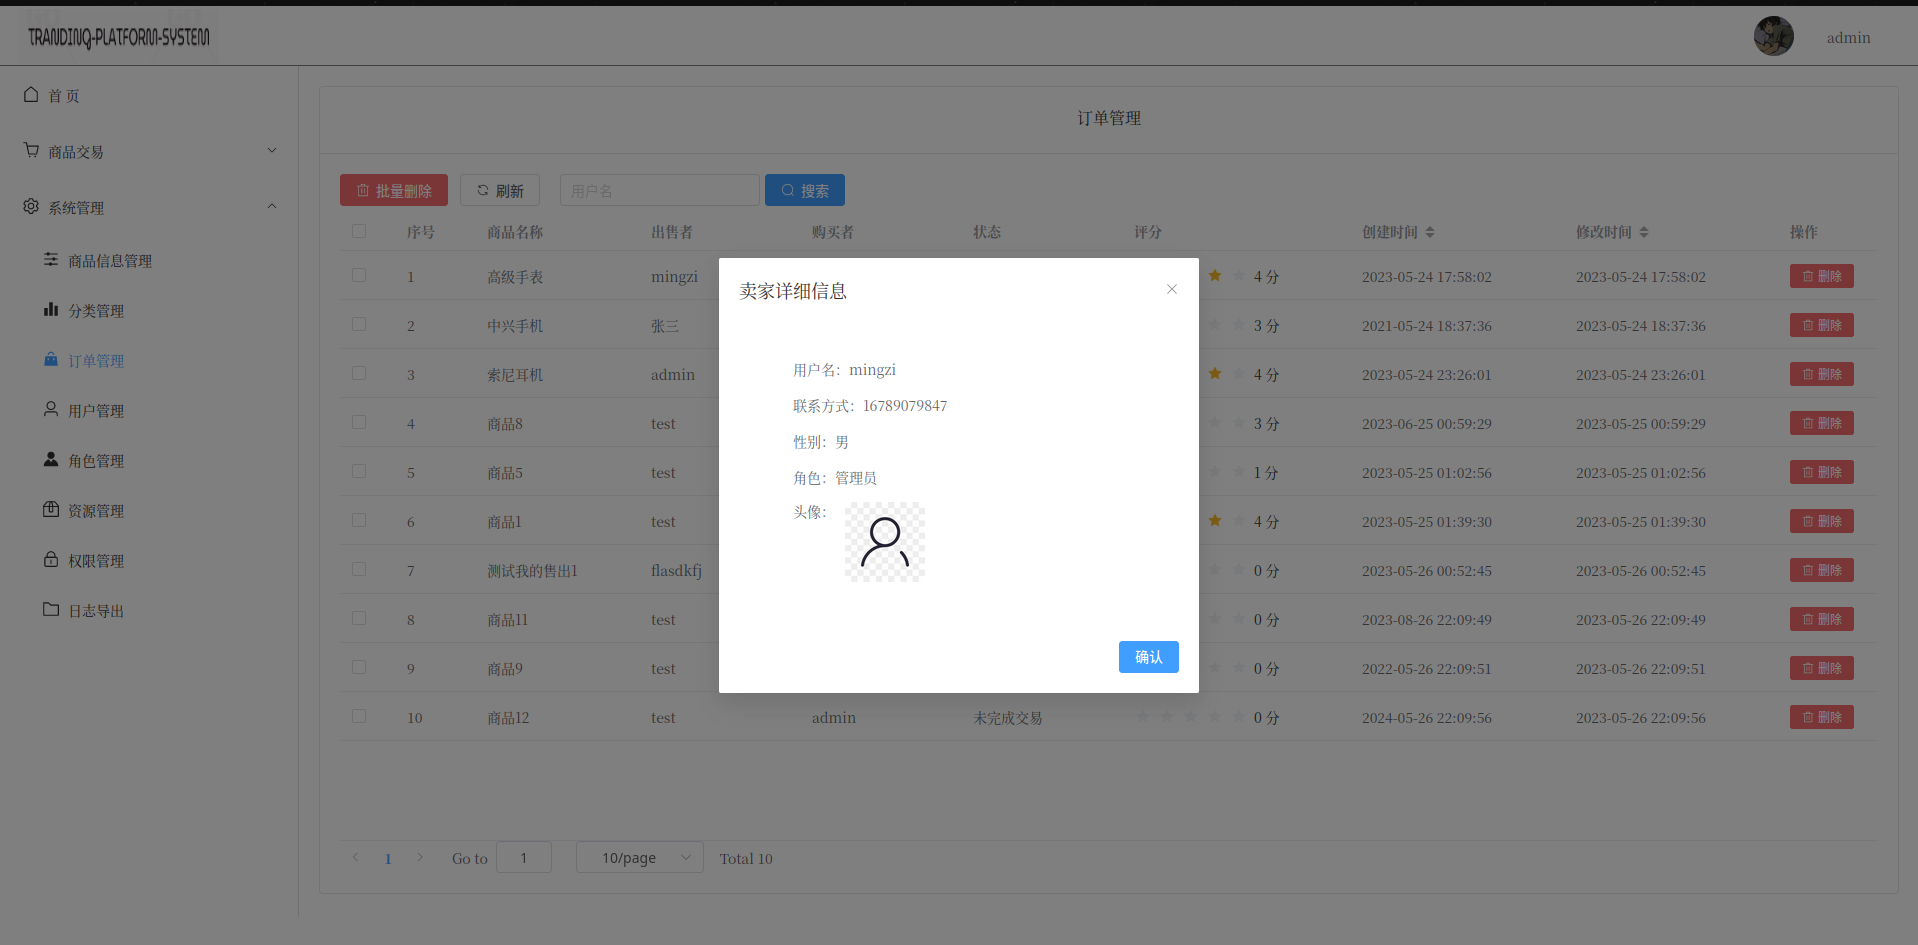 TRANDING-PLATFORM-SYSTEM
admin
首 页
商品交易
系统管理
商品信息管理
分类管理
订单管理
用户管理
角色管理
资源管理
权限管理
日志导出
订单管理
批量删除 刷新 用户名 搜索
序号 商品名称 出售者 购买者 状态 评分 创建时间 修改时间 操作
1 高级手表 mingzi 4 分 2023-05-24 17:58:02 2023-05-24 17:58:02 删除
2 中兴手机 张三 3 分 2021-05-24 18:37:36 2023-05-24 18:37:36 删除
3 索尼耳机 admin 4 分 2023-05-24 23:26:01 2023-05-24 23:26:01 删除
4 商品8 test 3 分 2023-06-25 00:59:29 2023-05-25 00:59:29 删除
5 商品5 test 1 分 2023-05-25 01:02:56 2023-05-25 01:02:56 删除
6 商品1 test 4 分 2023-05-25 01:39:30 2023-05-25 01:39:30 删除
7 测试我的售出1 flasdkfj 0 分 2023-05-26 00:52:45 2023-05-26 00:52:45 删除
8 商品11 test 0 分 2023-08-26 22:09:49 2023-05-26 22:09:49 删除
9 商品9 test 0 分 2022-05-26 22:09:51 2023-05-26 22:09:51 删除
10 商品12 test admin 未完成交易 0 分 2024-05-26 22:09:56 2023-05-26 22:09:56 删除
1 Go to 1 10/page Total 10
卖家详细信息
用户名：mingzi
联系方式：16789079847
性别：男
角色：管理员
头像：
确认